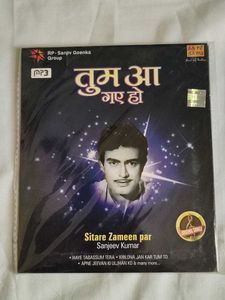 RP-Sanjiv Goenka
Group
MP3
तुम आ
गए हो
Sitare Zameen par
Sanjeev Kumar
• WAVE TABASSUM TERA • KHILONA JAN KAR TUM TO
• APNE JEEVAN KI ULJHAN KO & many more...